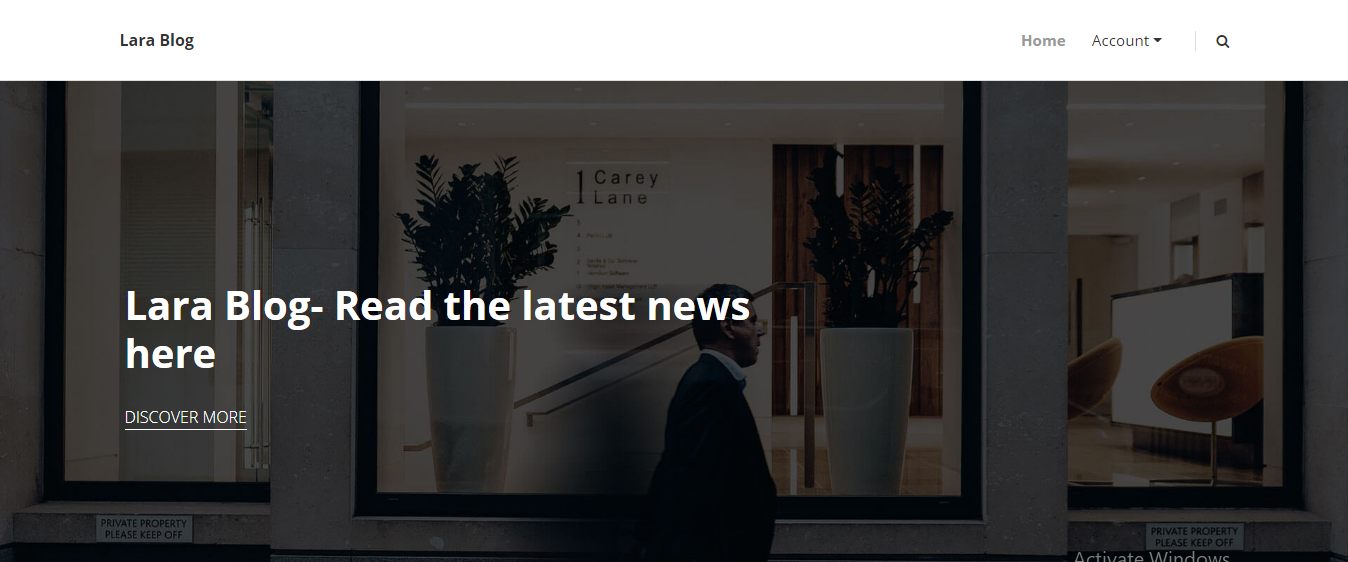 Lara Blog
Home
Account
1 Carey
Lane
Lara Blog- Read the latest news
here
DISCOVER MORE
PRIVATE PROPERTY
PLEASE KEEP OFF
PRIVATE PROPERTY
PLEASE KEEP OFF
Activate Windows